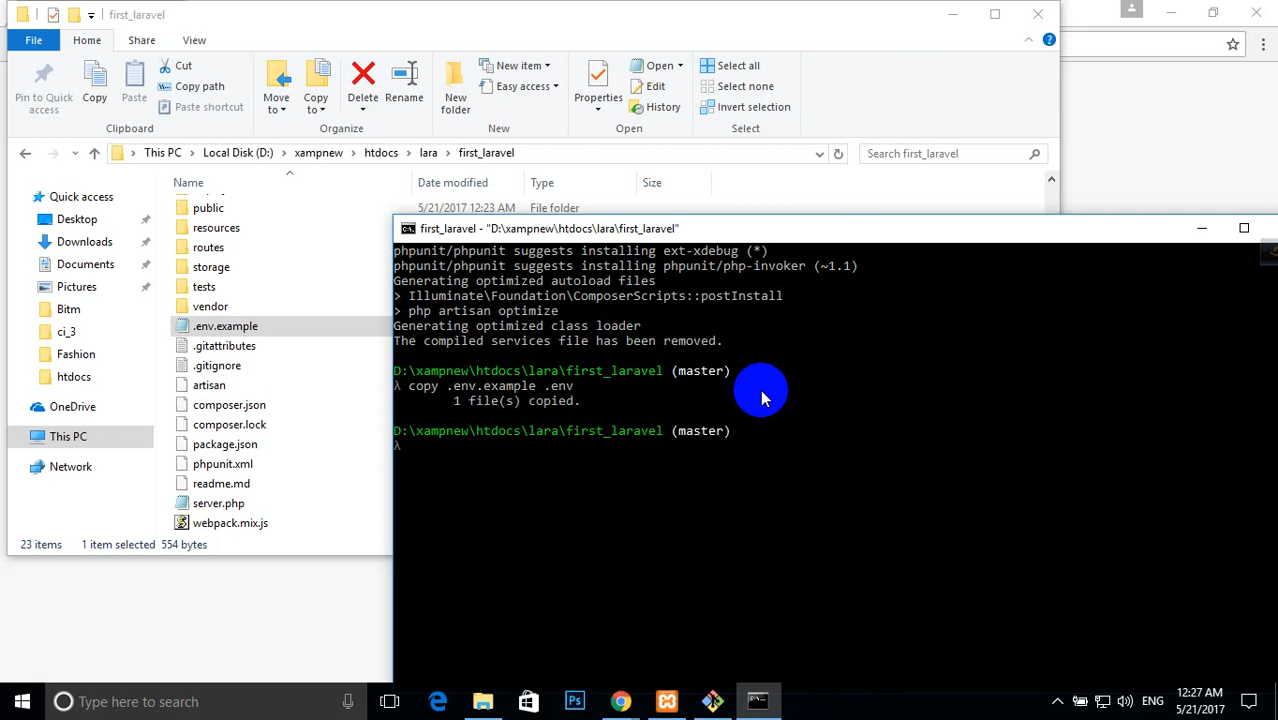 first_laravel
File
Home
Share
View
Pin to Quick access
Copy
Paste
Cut
Copy path
Paste shortcut
Move to
Copy to
Delete
Rename
New folder
New item
Easy access
Properties
Open
Edit
History
Select all
Select none
Invert selection
Clipboard
Organize
New
Open
Select
This PC
Local Disk (D:)
xampnew
htdocs
lara
first_laravel
Search first_laravel
Name
Date modified
Type
Size
Quick access
Desktop
Downloads
Documents
Pictures
Bitm
ci_3
Fashion
htdocs
OneDrive
This PC
Network
public
5/21/2017 12:23 AM
File folder
resources
routes
storage
tests
vendor
.env.example
.gitattributes
.gitignore
artisan
composer.json
composer.lock
package.json
phpunit.xml
readme.md
server.php
webpack.mix.js
23 items
1 item selected
554 bytes
first_laravel - "D:\xampnew\htdocs\lara\first_laravel"
phpunit/phpunit suggests installing ext-xdebug (*)
phpunit/phpunit suggests installing phpunit/php-invoker (~1.1)
Generating optimized autoload files
> Illuminate\Foundation\ComposerScripts::postInstall
> php artisan optimize
Generating optimized class loader
The compiled services file has been removed.
D:\xampnew\htdocs\lara\first_laravel (master)
λ copy .env.example .env
1 file(s) copied.
D:\xampnew\htdocs\lara\first_laravel (master)
λ
Type here to search
ENG
12:27 AM
5/21/2017